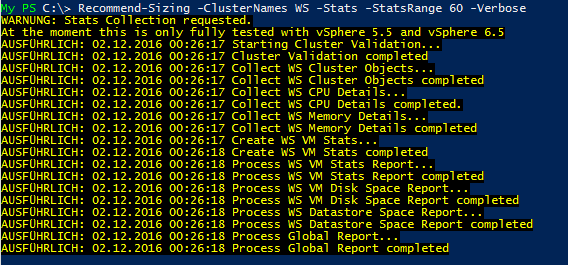 My PS C:\> Recommend-Sizing -ClusterNames WS -Stats -StatsRange 60 -Verbose
WARNUNG: Stats Collection requested.
At the moment this is only fully tested with vSphere 5.5 and vSphere 6.5
AUSFÜHRLICH: 02.12.2016 00:26:17 Starting Cluster Validation...
AUSFÜHRLICH: 02.12.2016 00:26:17 Cluster Validation completed
AUSFÜHRLICH: 02.12.2016 00:26:17 Collect WS Cluster Objects...
AUSFÜHRLICH: 02.12.2016 00:26:17 Collect WS Cluster Objects completed
AUSFÜHRLICH: 02.12.2016 00:26:17 Collect WS CPU Details...
AUSFÜHRLICH: 02.12.2016 00:26:17 Collect WS CPU Details completed.
AUSFÜHRLICH: 02.12.2016 00:26:17 Collect WS Memory Details...
AUSFÜHRLICH: 02.12.2016 00:26:17 Collect WS Memory Details completed
AUSFÜHRLICH: 02.12.2016 00:26:17 Create WS VM Stats...
AUSFÜHRLICH: 02.12.2016 00:26:18 Create WS VM Stats completed
AUSFÜHRLICH: 02.12.2016 00:26:18 Process WS VM Stats Report...
AUSFÜHRLICH: 02.12.2016 00:26:18 Process WS VM Stats Report completed
AUSFÜHRLICH: 02.12.2016 00:26:18 Process WS VM Disk Space Report...
AUSFÜHRLICH: 02.12.2016 00:26:18 Process WS VM Disk Space Report completed
AUSFÜHRLICH: 02.12.2016 00:26:18 Process WS Datastore Space Report...
AUSFÜHRLICH: 02.12.2016 00:26:18 Process WS Datastore Space Report completed
AUSFÜHRLICH: 02.12.2016 00:26:18 Process Global Report...
AUSFÜHRLICH: 02.12.2016 00:26:18 Process Global Report completed